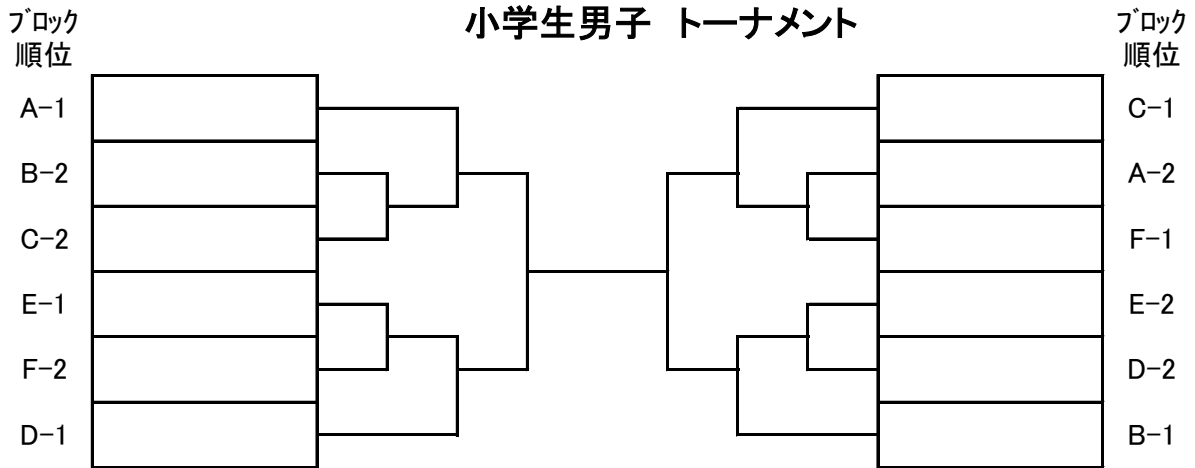 小学生男子 トーナメント
ブロック
順位
ブロック
順位
A-1
B-2
C-2
E-1
F-2
D-1
C-1
A-2
F-1
E-2
D-2
B-1